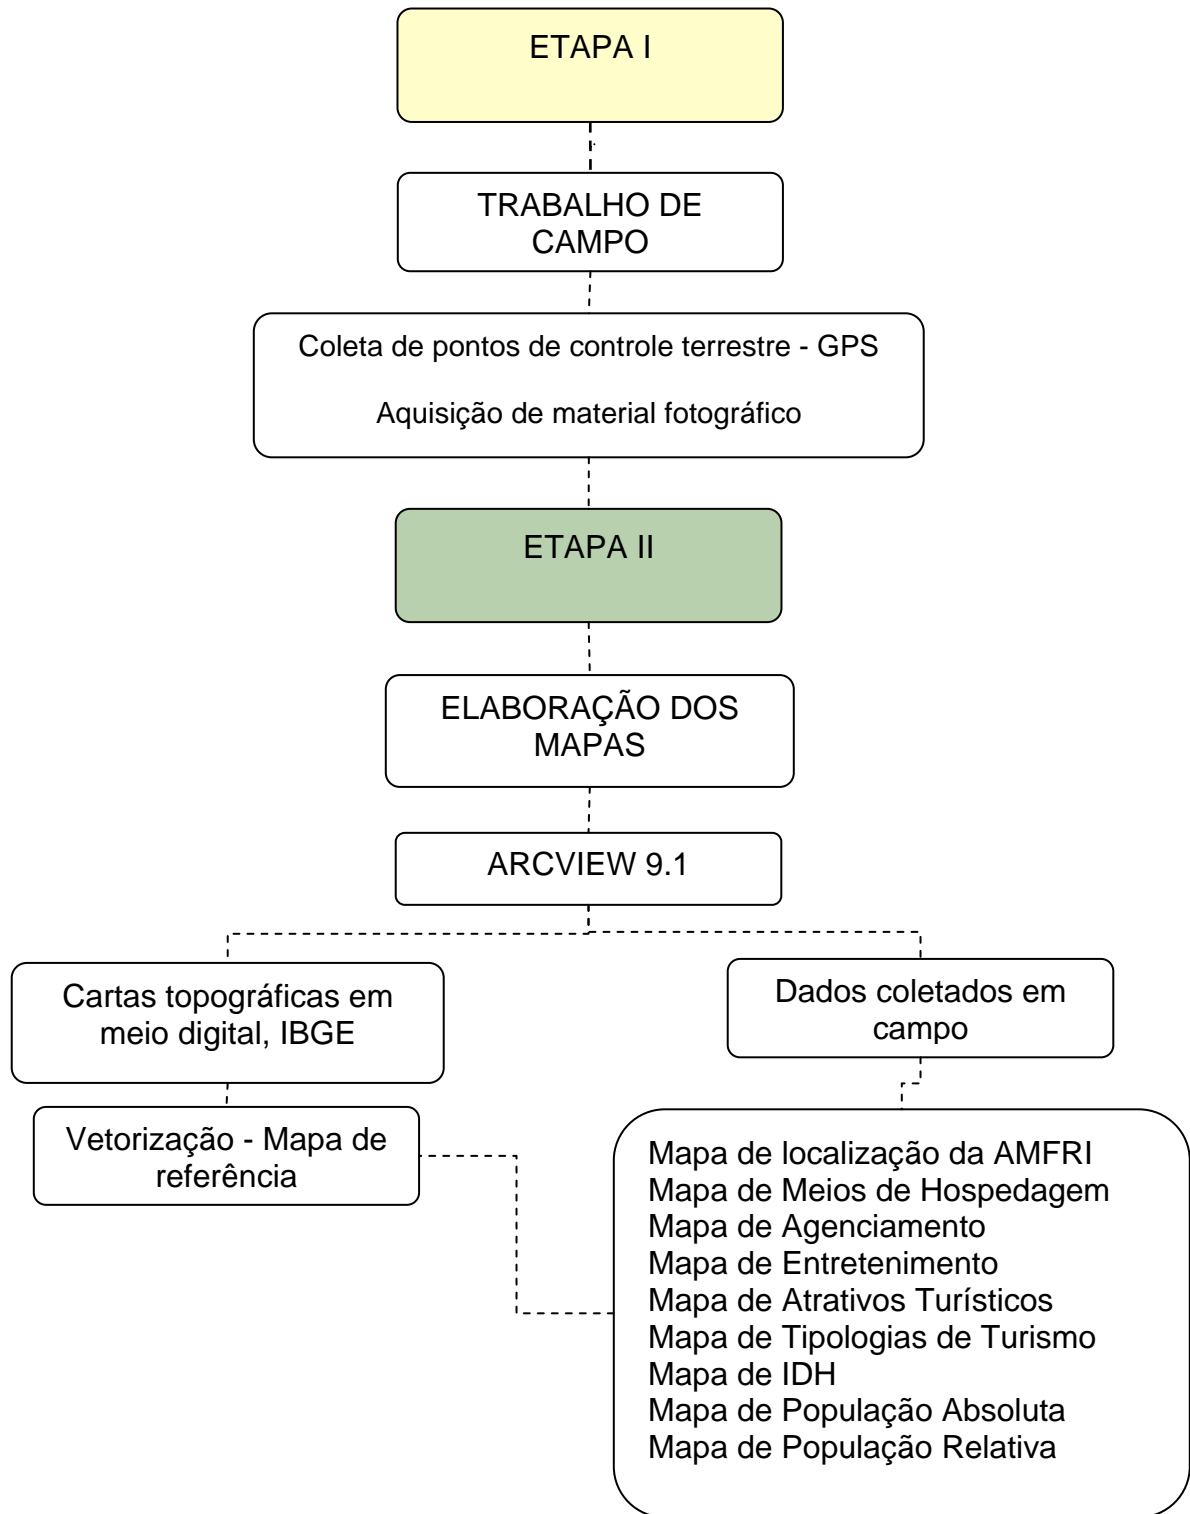 ETAPA I
TRABALHO DE
CAMPO
Coleta de pontos de controle terrestre - GPS
Aquisição de material fotográfico
ETAPA II
ELABORAÇÃO DOS
MAPAS
ARCVIEW 9.1
Cartas topográficas em
meio digital, IBGE
Dados coletados em
campo
Vetorização - Mapa de
referência
Mapa de localização da AMFRI
Mapa de Meios de Hospedagem
Mapa de Agenciamento
Mapa de Entretenimento
Mapa de Atrativos Turísticos
Mapa de Tipologias de Turismo
Mapa de IDH
Mapa de População Absoluta
Mapa de População Relativa